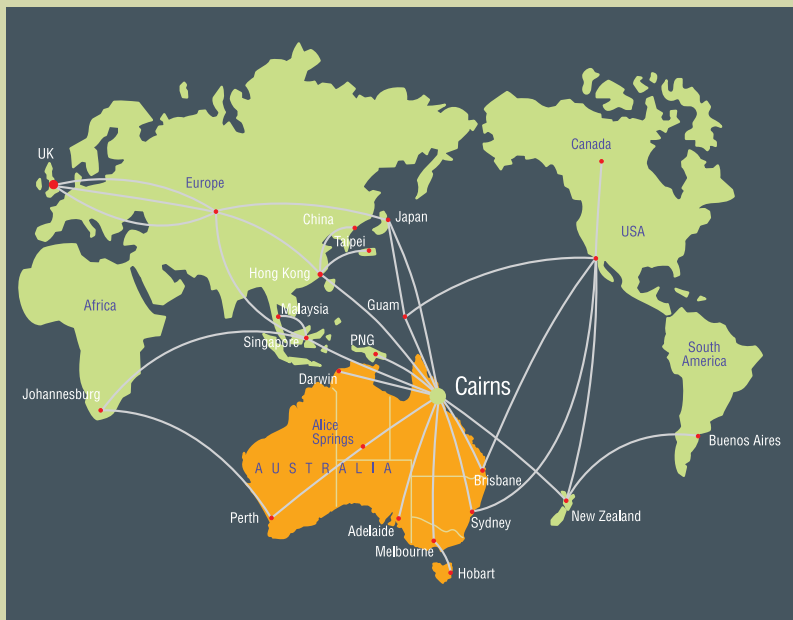 UK
Canada
Europe
China
Japan
USA
Taipei
Hong Kong
Africa
Malaysia
Guam
Singapore
PNG
South
America
Darwin
Cairns
Johannesburg
Alice
Springs
Buenos Aires
AUSTRALIA
Brisbane
Perth
Adelaide
Sydney
New Zealand
Melbourne
Hobart